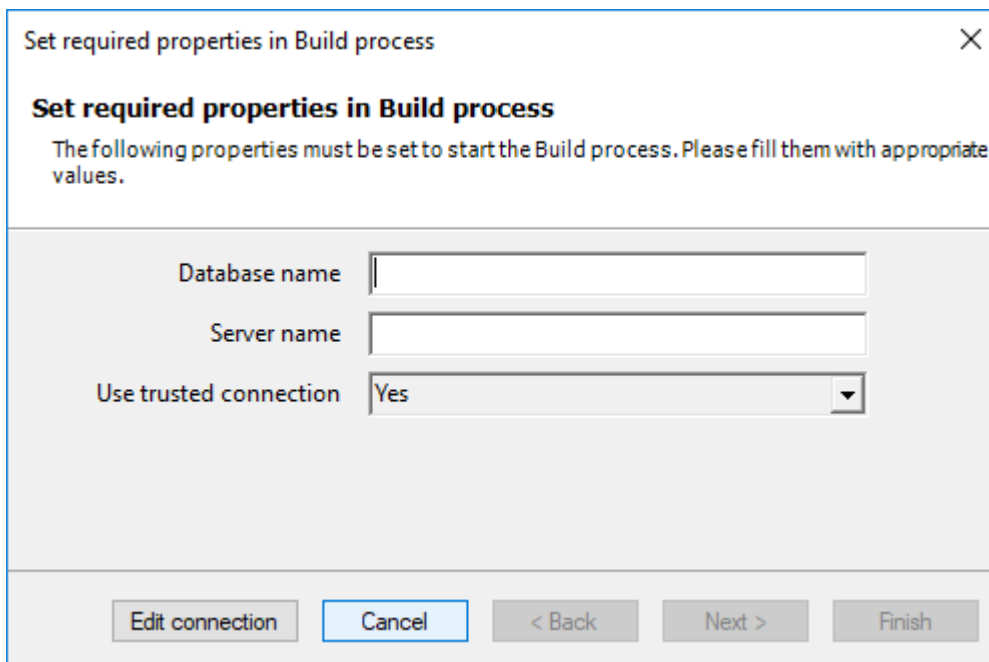 Set required properties in Build process
Set required properties in Build process
The following properties must be set to start the Build process. Please fill them with appropriate
values.
Database name
Server name
Use trusted connection Yes
Edit connection Cancel < Back Next > Finish